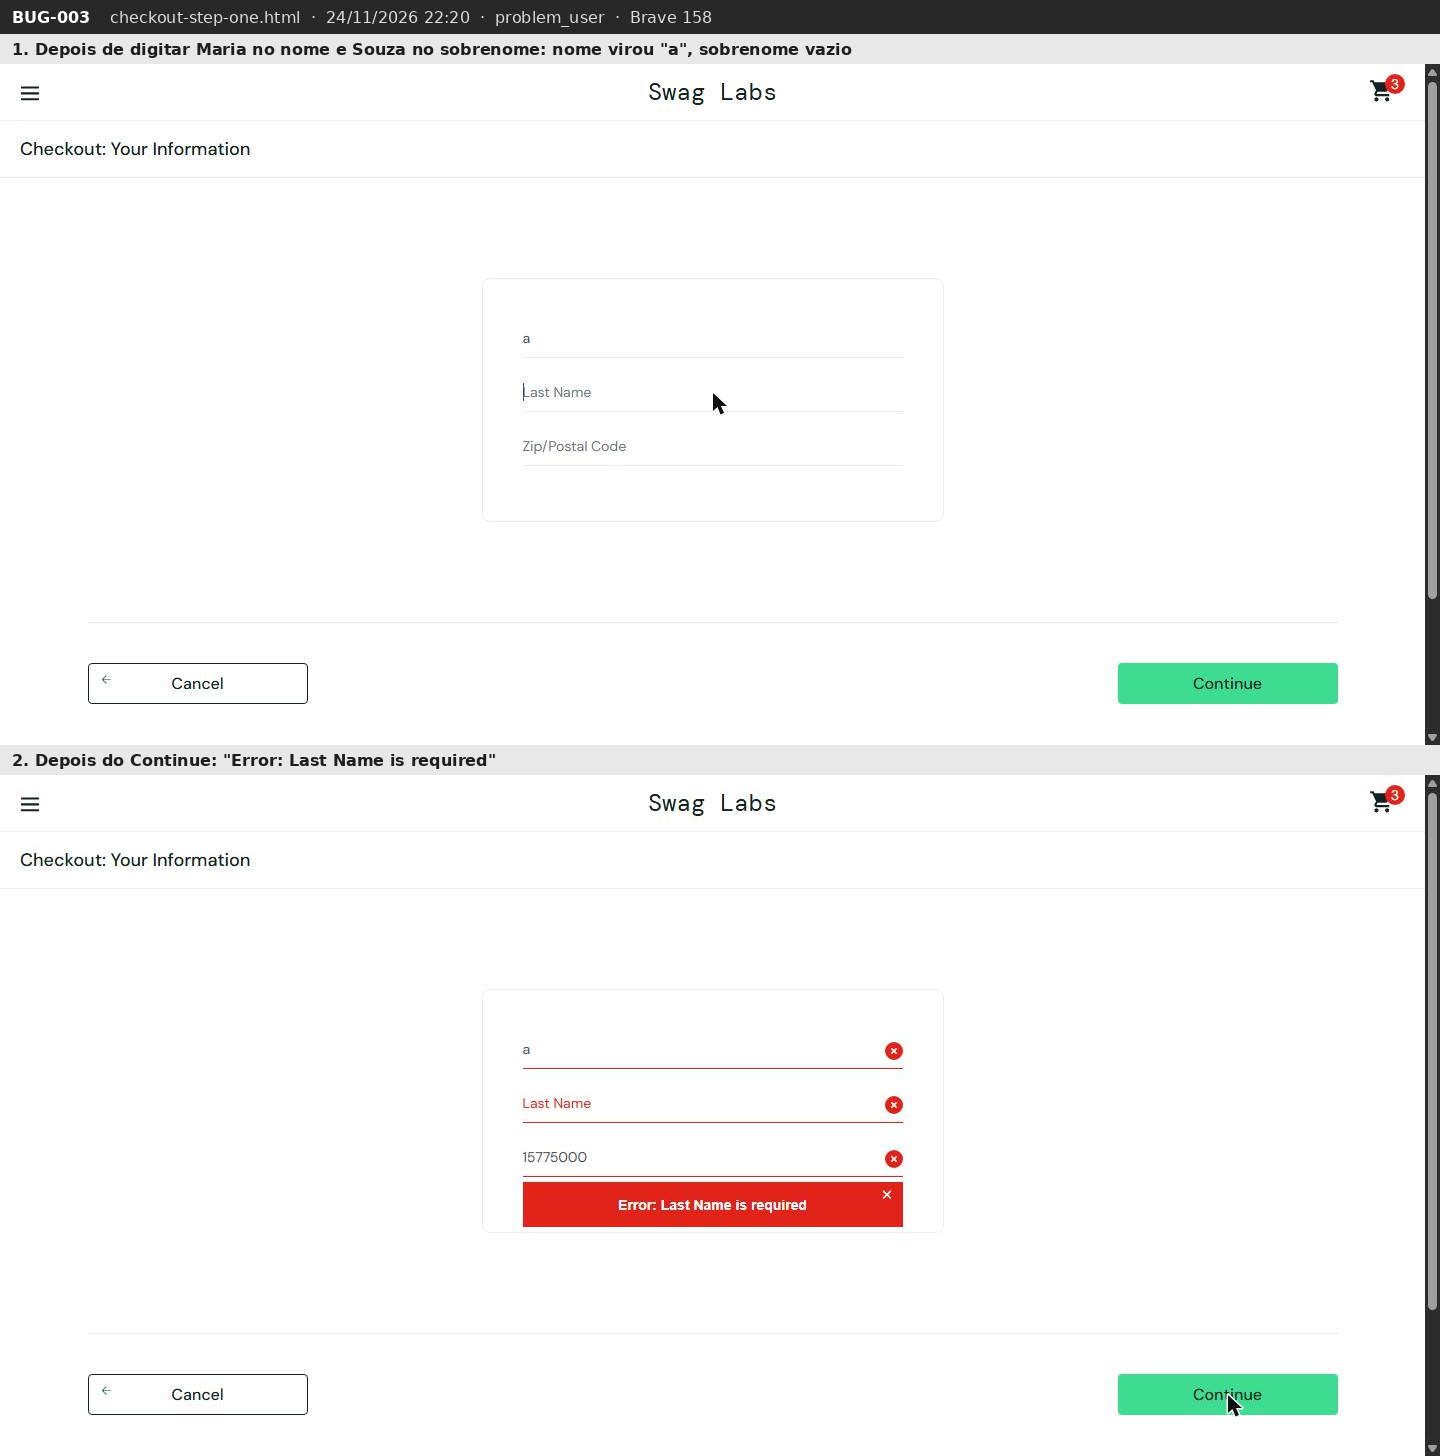 BUG-003 checkout-step-one.html · 24/11/2026 22:20 · problem_user · Brave 158
1. Depois de digitar Maria no nome e Souza no sobrenome: nome virou "a", sobrenome vazio
Swag Labs 3
Checkout: Your Information
a
Last Name
Zip/Postal Code
Cancel Continue
2. Depois do Continue: "Error: Last Name is required"
Swag Labs 3
Checkout: Your Information
a
Last Name
15775000
Error: Last Name is required
Cancel Continue